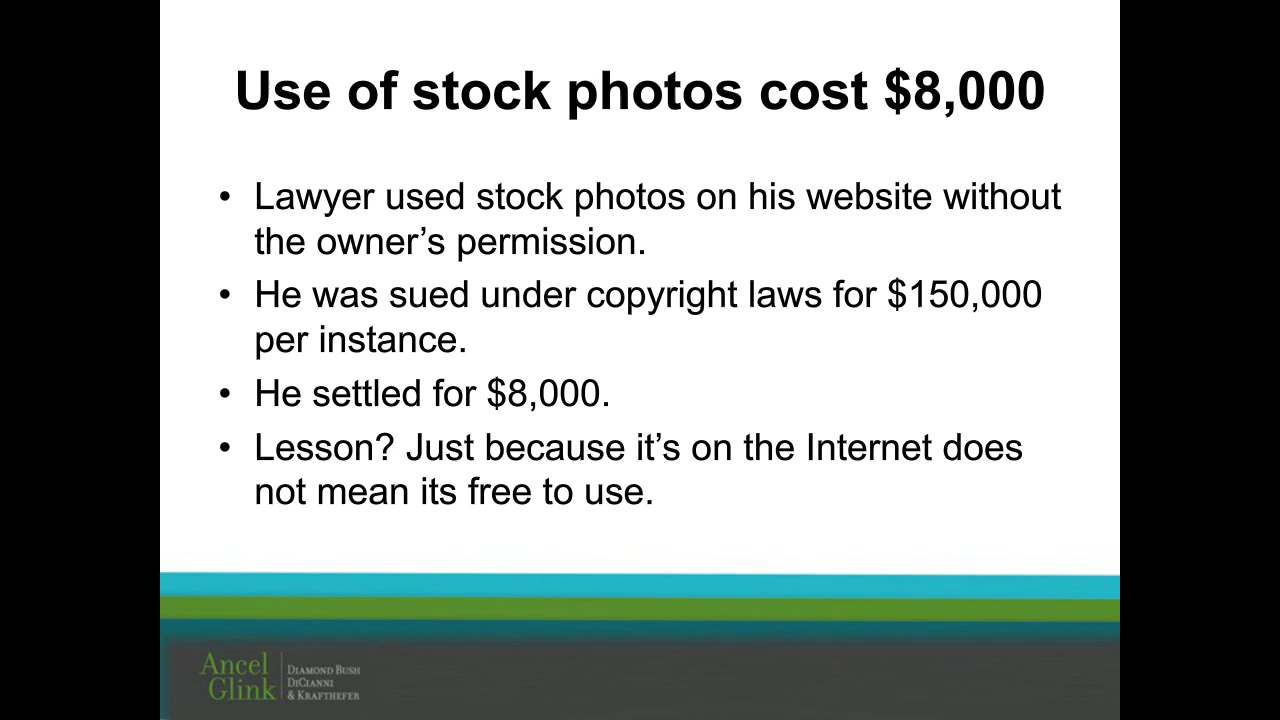 Use of stock photos cost $8,000
• Lawyer used stock photos on his website without
the owner’s permission.
• He was sued under copyright laws for $150,000
per instance.
• He settled for $8,000.
• Lesson? Just because it’s on the Internet does
not mean its free to use.
Ancel
Glink
DIAMOND BUSH
DICIANNI
& KRAFTHEFER